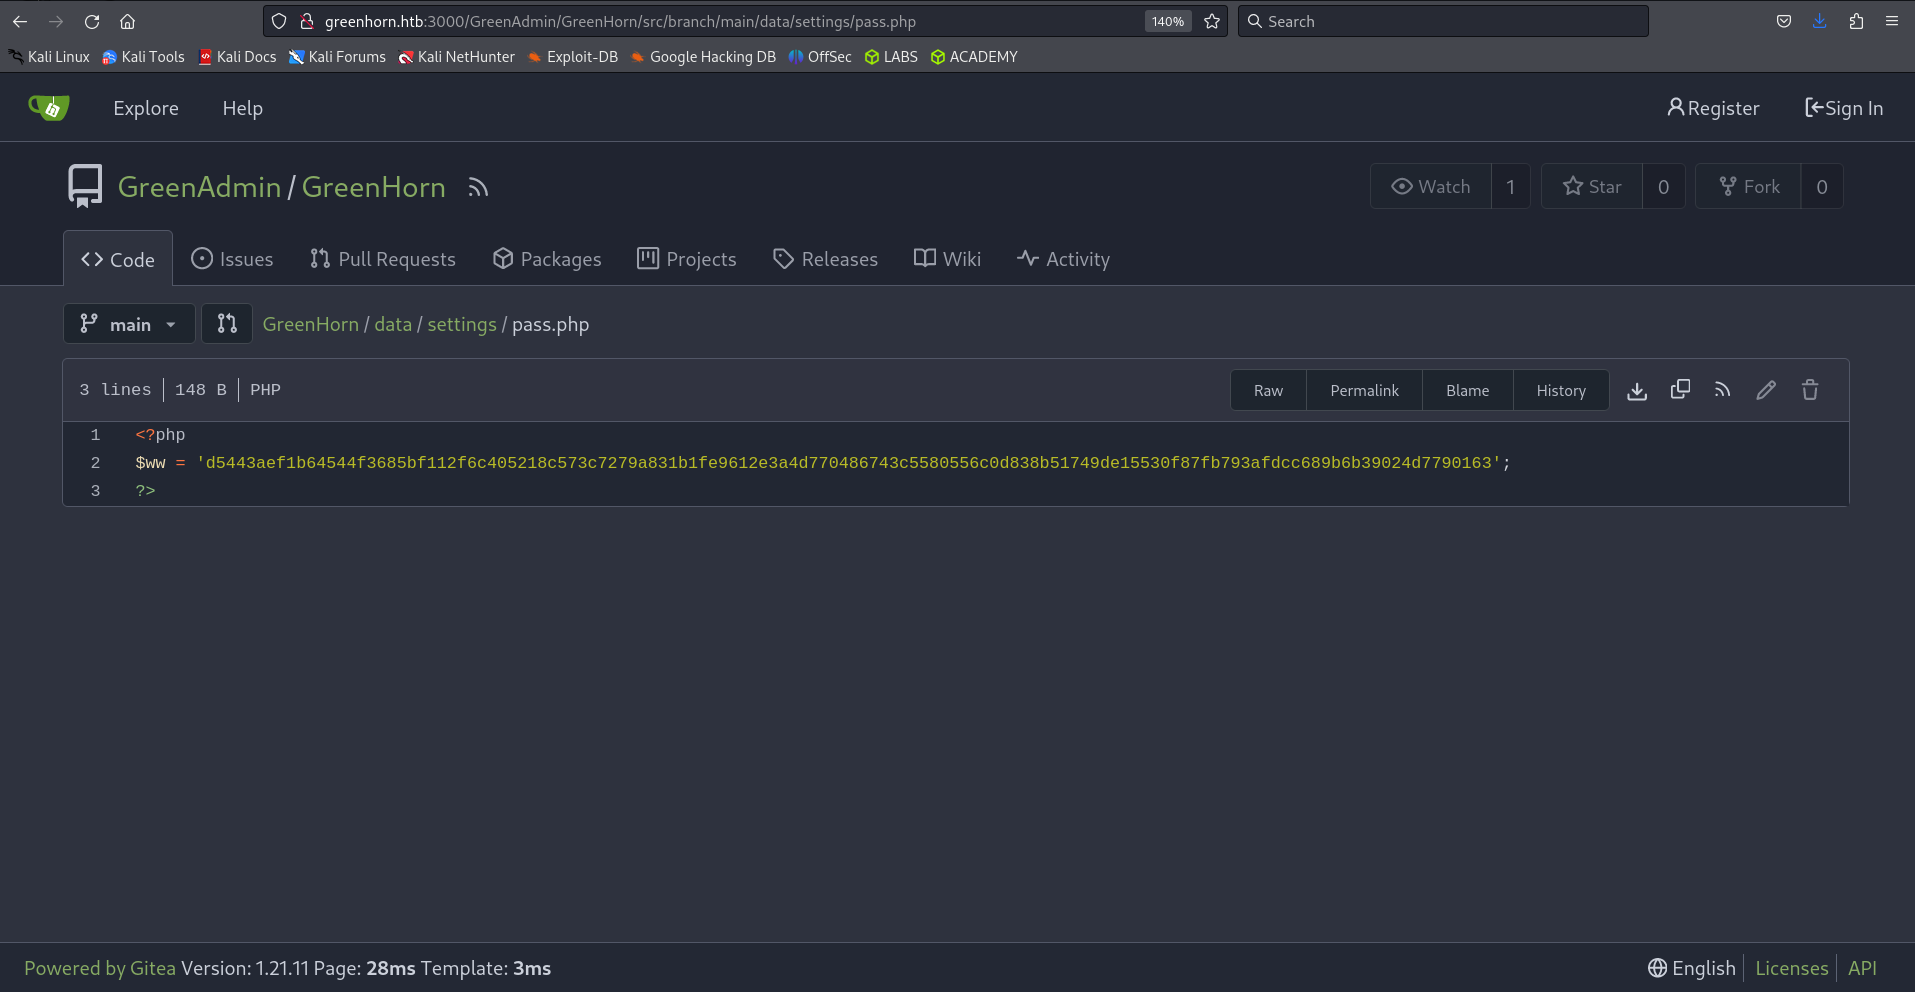 greenhorn.htb:3000/GreenAdmin/GreenHorn/src/branch/main/data/settings/pass.php 140% Search
Kali Linux Kali Tools Kali Docs Kali Forums Kali NetHunter Exploit-DB Google Hacking DB OffSec LABS ACADEMY
Explore Help Register Sign In
GreenAdmin / GreenHorn Watch 1 Star 0 Fork 0
Code Issues Pull Requests Packages Projects Releases Wiki Activity
main GreenHorn / data / settings / pass.php
3 lines | 148 B | PHP Raw Permalink Blame History
1 <?php
2 $ww = 'd5443aef1b64544f3685bf112f6c405218c573c7279a831b1fe9612e3a4d770486743c5580556c0d838b51749de15530f87fb793afdcc689b6b39024d7790163';
3 ?>
Powered by Gitea Version: 1.21.11 Page: 28ms Template: 3ms English | Licenses | API